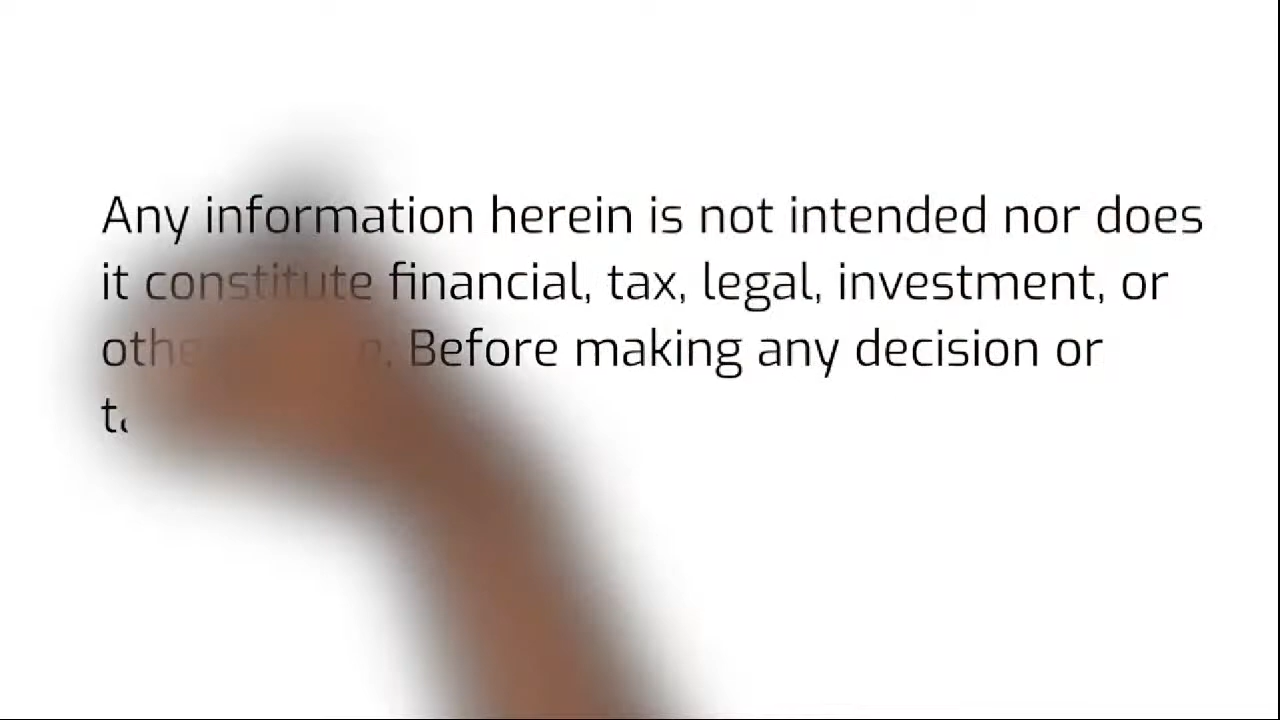 Any information herein is not intended nor does
it constitute financial, tax, legal, investment, or
Before making any decision or